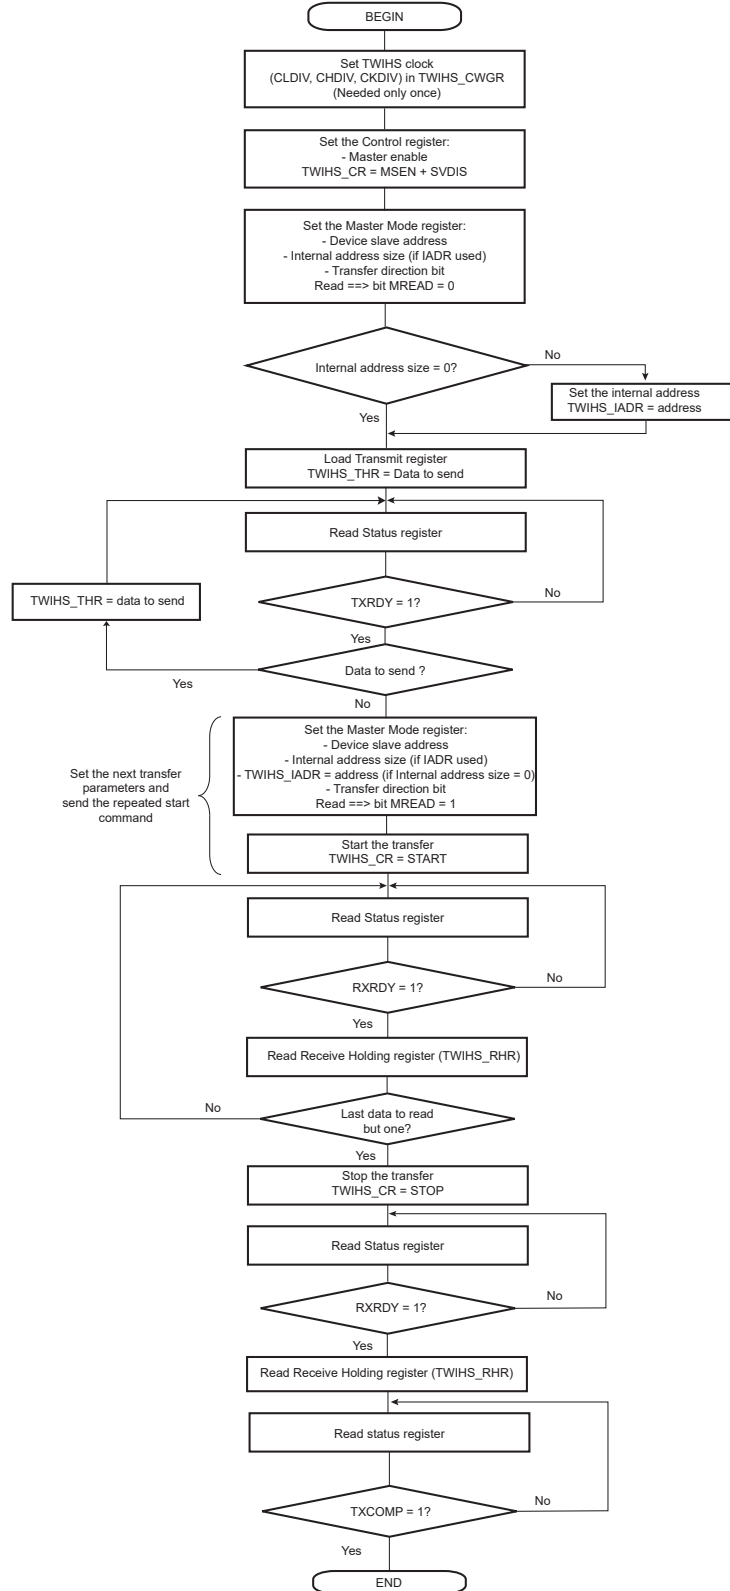 BEGIN
Set TWIHS clock
(CLDIV, CHDIV, CKDIV) in TWIHS_CWGR
(Needed only once)
Set the Control register:
- Master enable
TWIHS_CR = MSEN + SVDIS
Set the Master Mode register:
- Device slave address
- Internal address size (if IADR used)
- Transfer direction bit
Read ==> bit MREAD = 0
Internal address size = 0?
No
Set the internal address
TWIHS_IADR = address
Yes
Load Transmit register
TWIHS_THR = Data to send
Read Status register
TWIHS_THR = data to send
TXRDY = 1?
No
Yes
Data to send ?
Yes
No
Set the next transfer
parameters and
send the repeated start
command
Set the Master Mode register:
- Device slave address
- Internal address size (if IADR used)
- TWIHS_IADR = address (if Internal address size = 0)
- Transfer direction bit
Read ==> bit MREAD = 1
Start the transfer
TWIHS_CR = START
Read Status register
RXRDY = 1?
No
Yes
Read Receive Holding register (TWIHS_RHR)
No
Last data to read
but one?
Yes
Stop the transfer
TWIHS_CR = STOP
Read Status register
RXRDY = 1?
No
Yes
Read Receive Holding register (TWIHS_RHR)
Read status register
TXCOMP = 1?
No
Yes
END